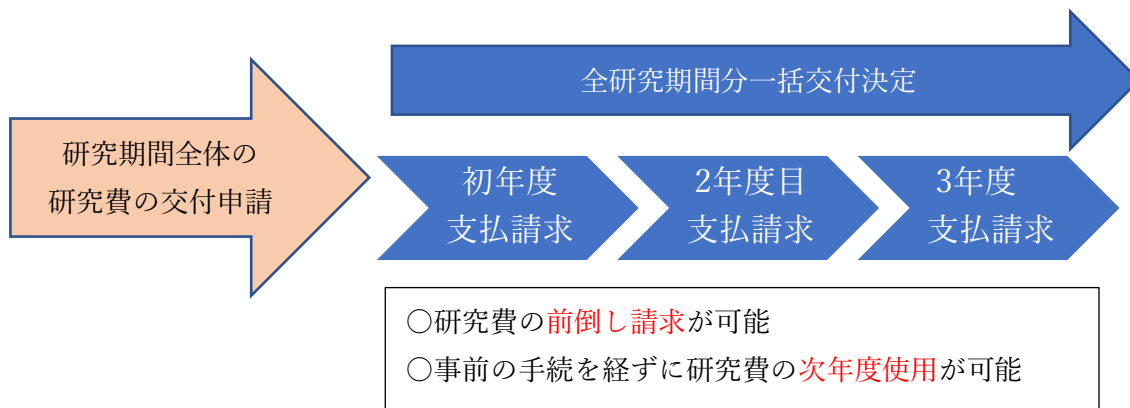 全研究期間分一括交付決定
研究期間全体の
研究費の交付申請
初年度
支払請求
2年度目
支払請求
3年度
支払請求
○研究費の前倒し請求が可能
○事前の手続を経ずに研究費の次年度使用が可能